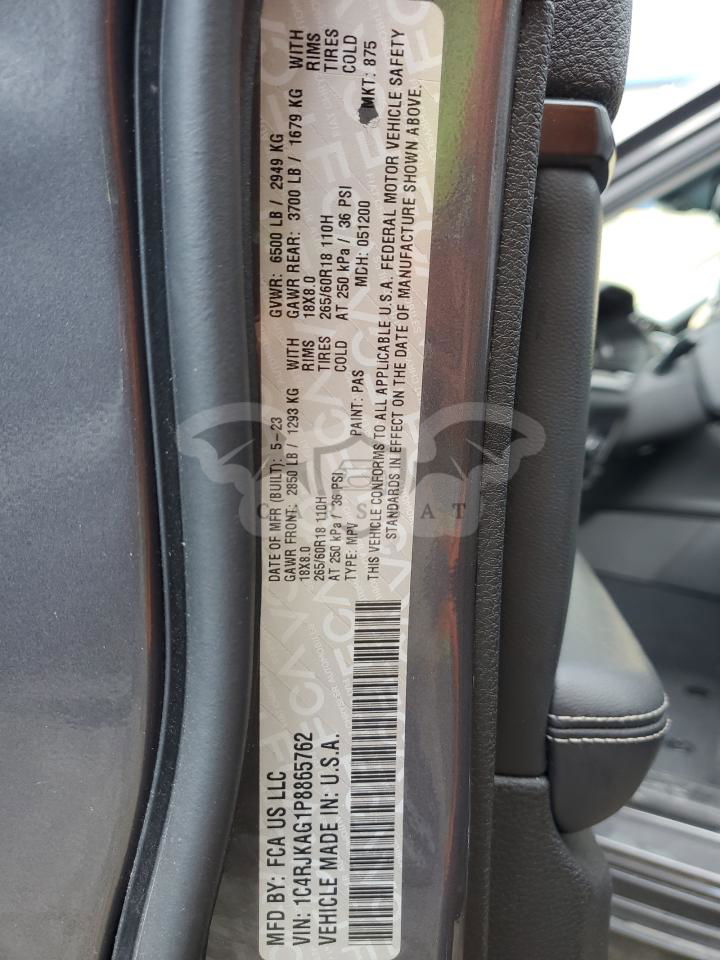 MFD BY: FCA US LLC
DATE OF MFR (BUILT): 5-23
GVWR: 6500 LB / 2949 KG
VIN: 1C4RJKAG1P8865762
GAWR FRONT: 2850 LB / 1293 KG WITH
GAWR REAR: 3700 LB / 1679 KG WITH
VEHICLE MADE IN: U.S.A.
18X8.0 RIMS
18X8.0 RIMS
265/60R18 110H TIRES
265/60R18 110H TIRES
AT 250 kPa / 36 PSI COLD
AT 250 kPa / 36 PSI COLD
TYPE: MPV PAINT: PAS MDH: 051200 MKT: 875
THIS VEHICLE CONFORMS TO ALL APPLICABLE U.S.A. FEDERAL MOTOR VEHICLE SAFETY
STANDARDS IN EFFECT ON THE DATE OF MANUFACTURE SHOWN ABOVE.
CARSBAT